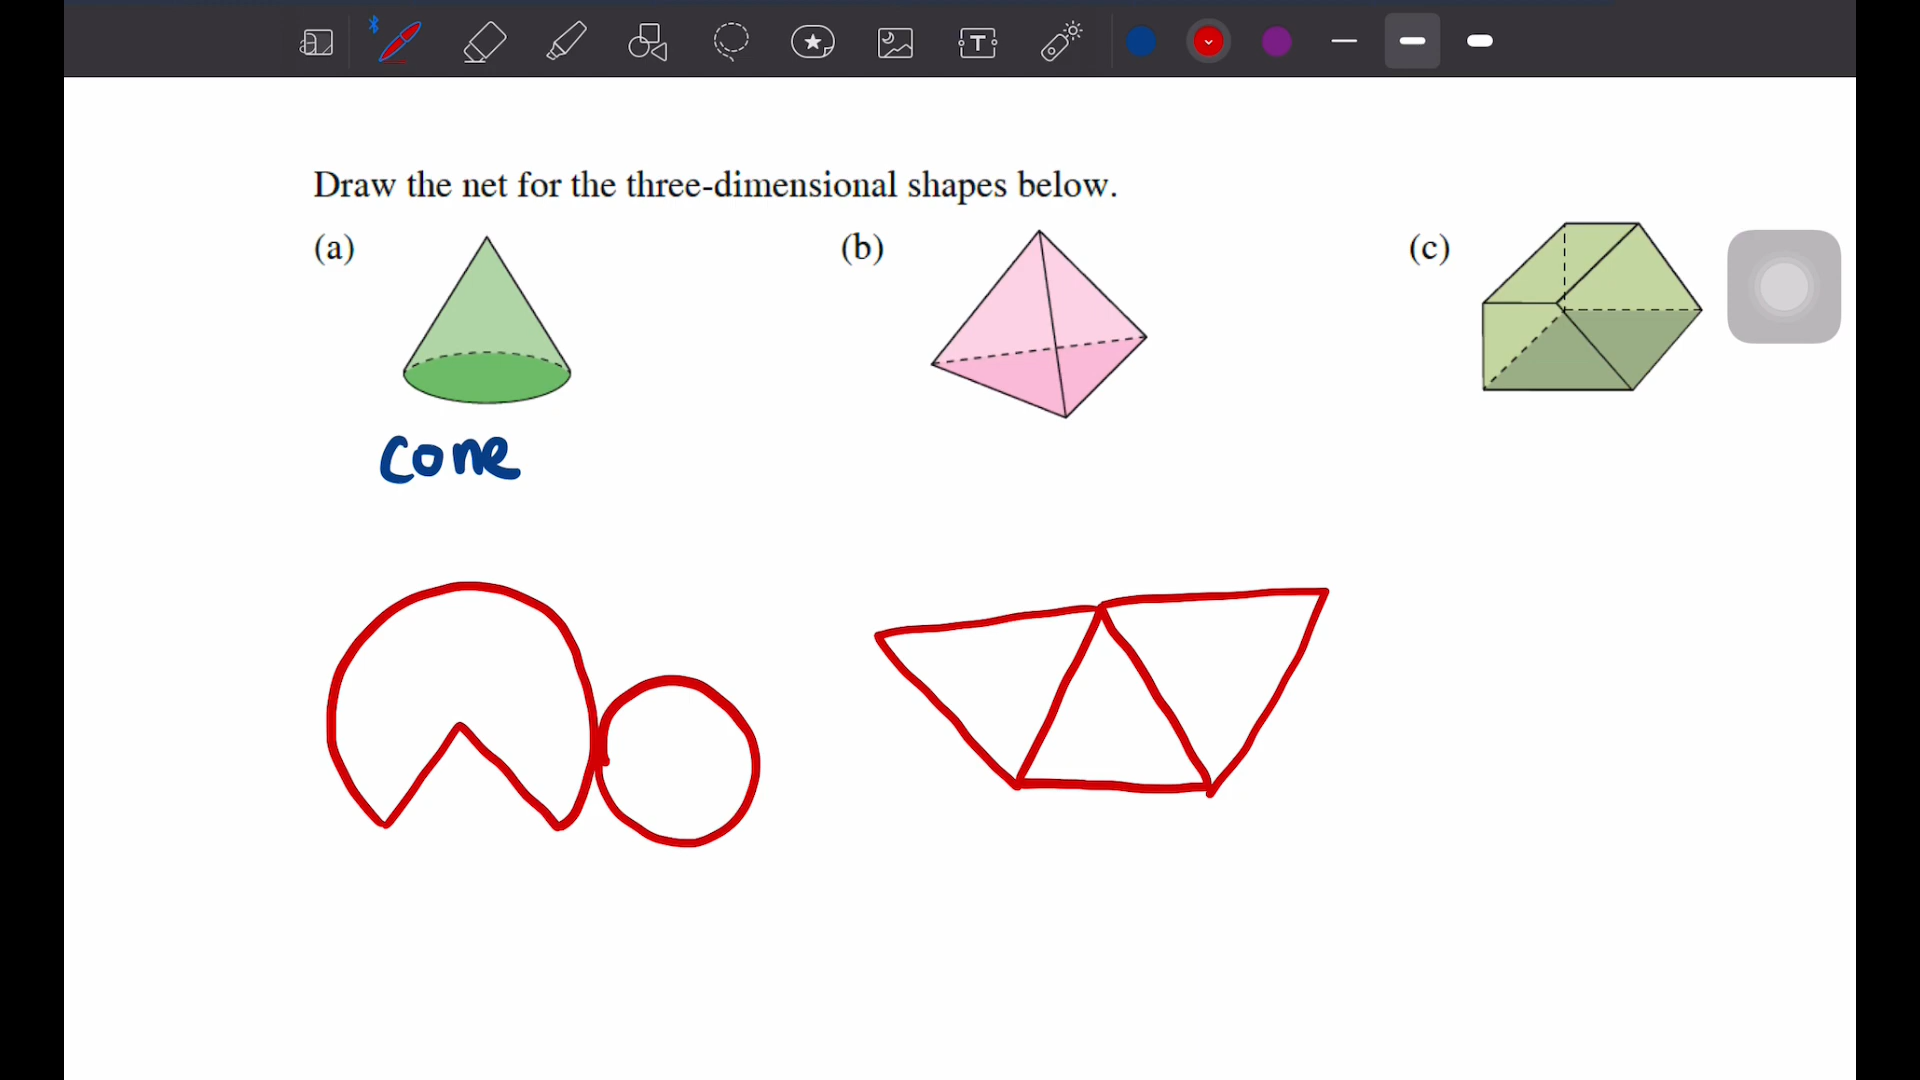 Draw the net for the three-dimensional shapes below.
(a)
(b)
(c)
cone